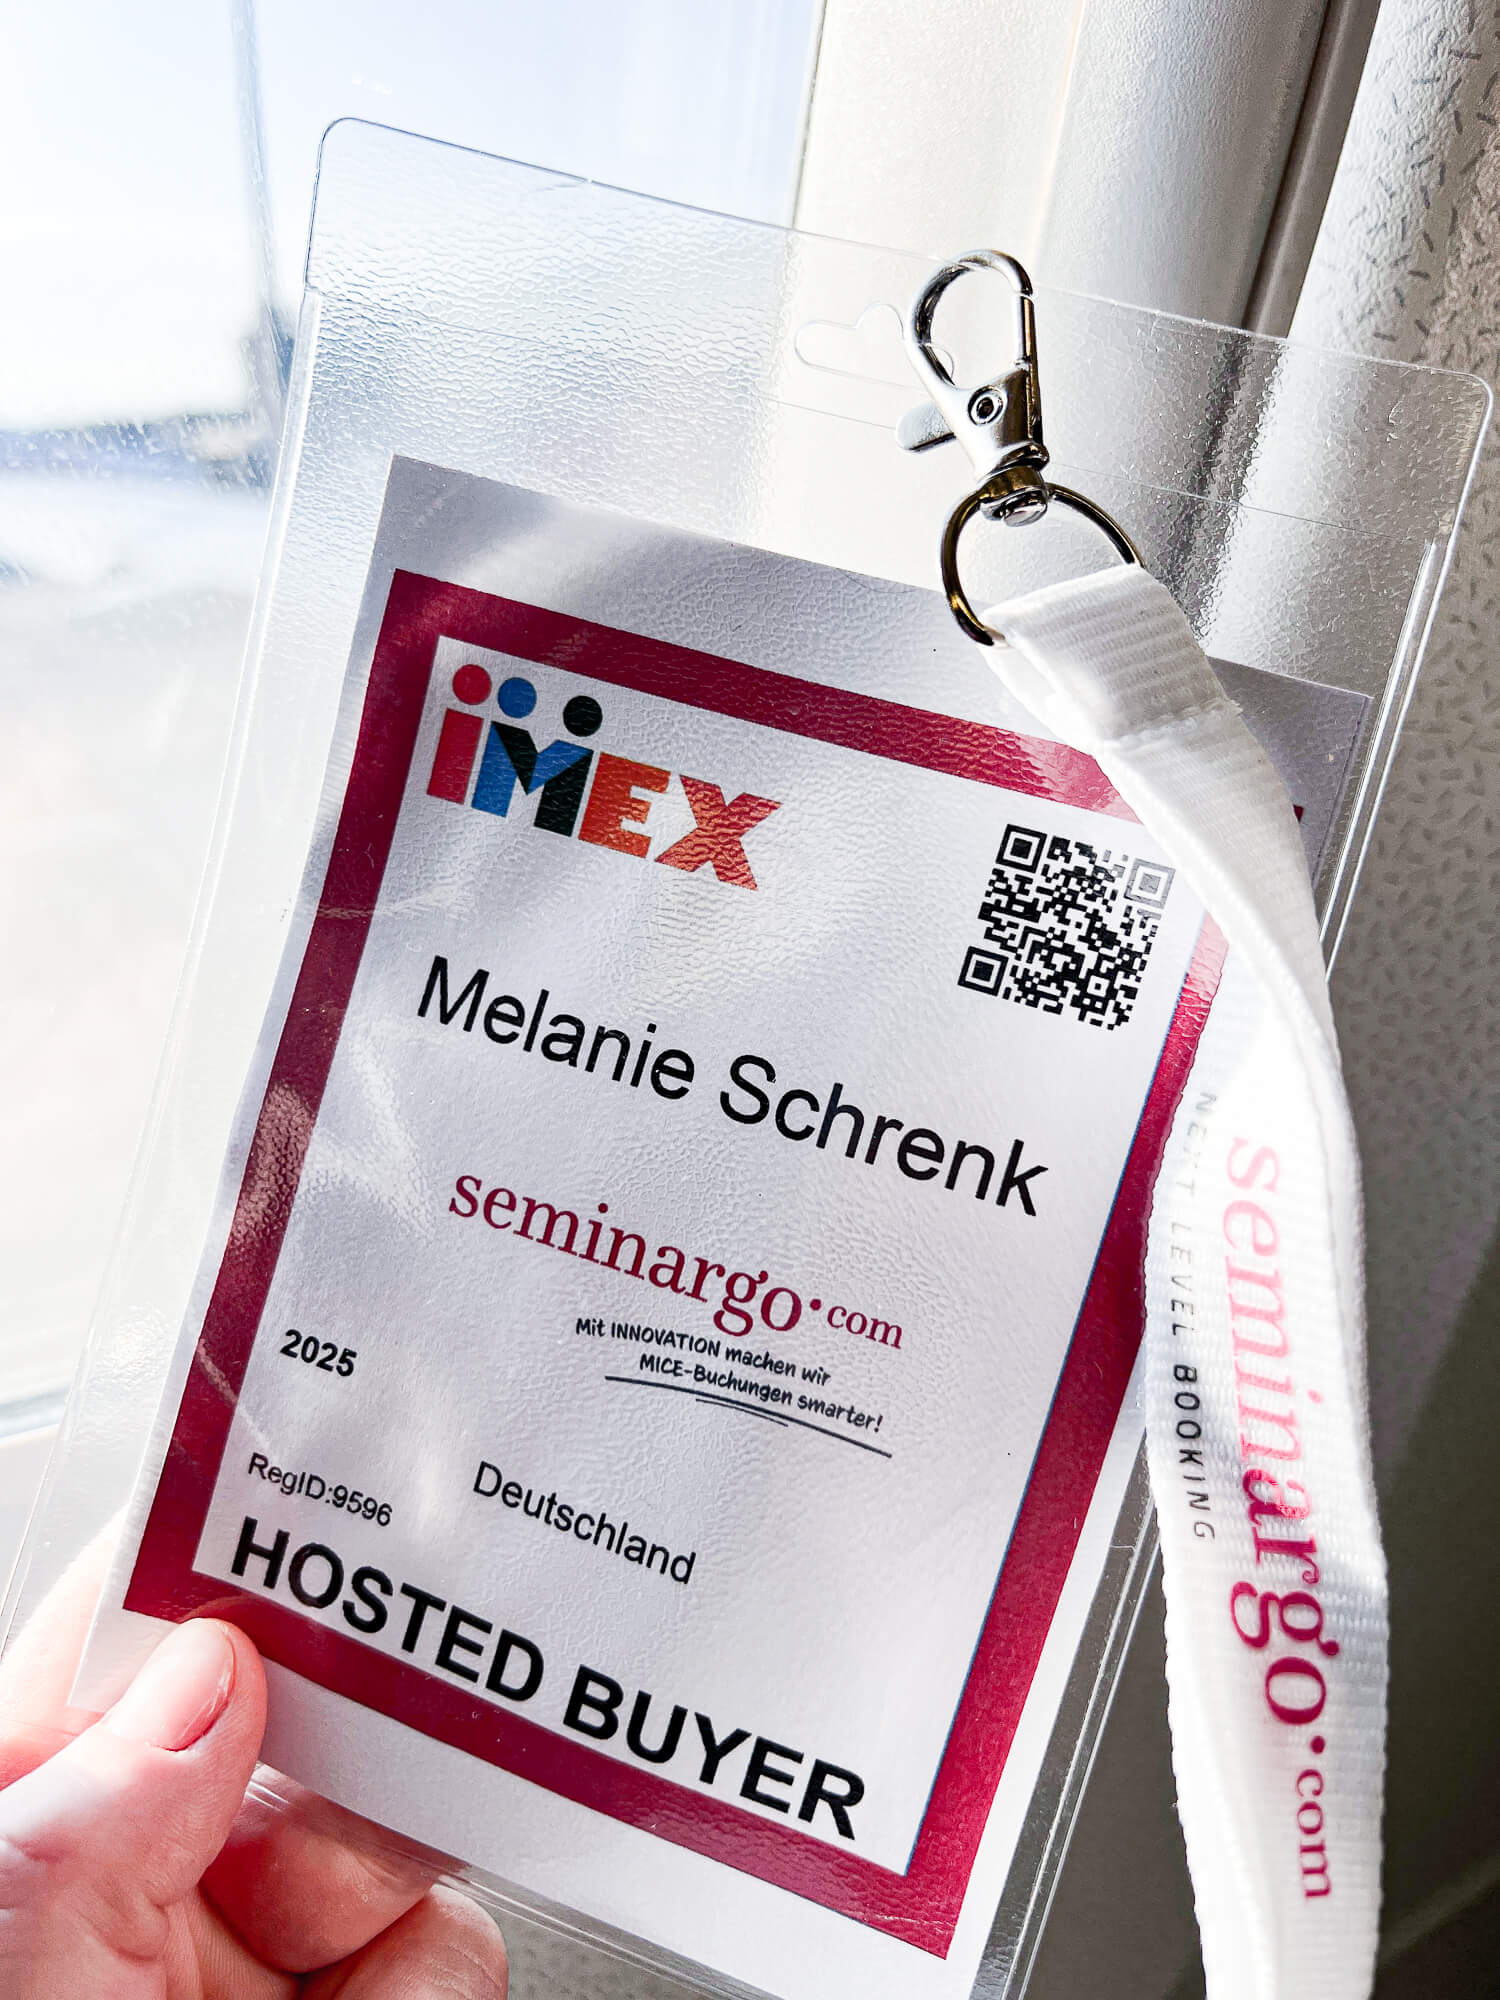 IMEX
Melanie Schrenk
seminargo.com
Mit INNOVATION machen wir
MICE-Buchungen smarter!
2025
Deutschland
RegID:9596
HOSTED BUYER
NEXT LEVEL BOOKING
seminargo.com